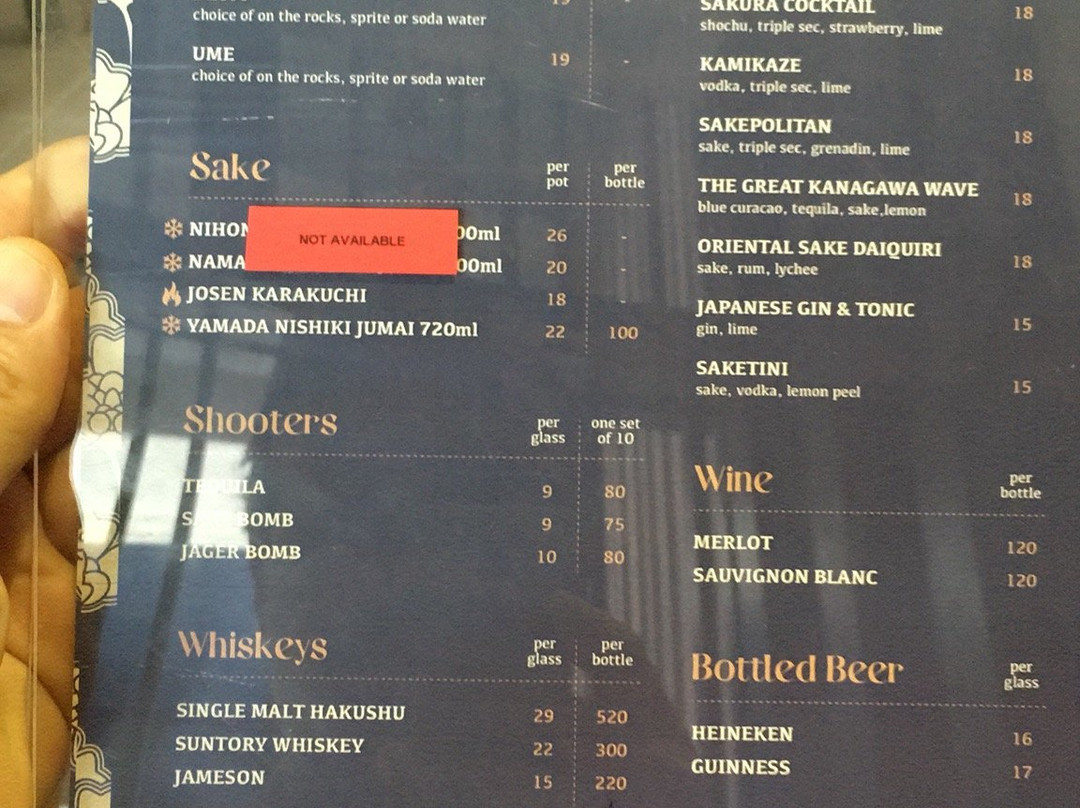 choice of on the rocks, sprite or soda water
UME 19 -
choice of on the rocks, sprite or soda water
Sake per pot per bottle
NOT AVAILABLE
26 -
20 -
JOSEN KARAKUCHI 18 -
YAMADA NISHIKI JUMAI 720ml 22 100
Shooters per glass one set of 10
TEQUILA 9 80
BOMB 9 75
JAGER BOMB 10 80
Whiskeys per glass per bottle
SINGLE MALT HAKUSHU 29 520
SUNTORY WHISKEY 22 300
JAMESON 15 220
SAKURA COCKTAIL 18
shochu, triple sec, strawberry, lime
KAMIKAZE 18
vodka, triple sec, lime
SAKEPOLITAN 18
sake, triple sec, grenadin, lime
THE GREAT KANAGAWA WAVE 18
blue curacao, tequila, sake,lemon
ORIENTAL SAKE DAIQUIRI 18
sake, rum, lychee
JAPANESE GIN & TONIC 15
gin, lime
SAKETINI 15
sake, vodka, lemon peel
Wine per bottle
MERLOT 120
SAUVIGNON BLANC 120
Bottled Beer per glass
HEINEKEN 16
GUINNESS 17